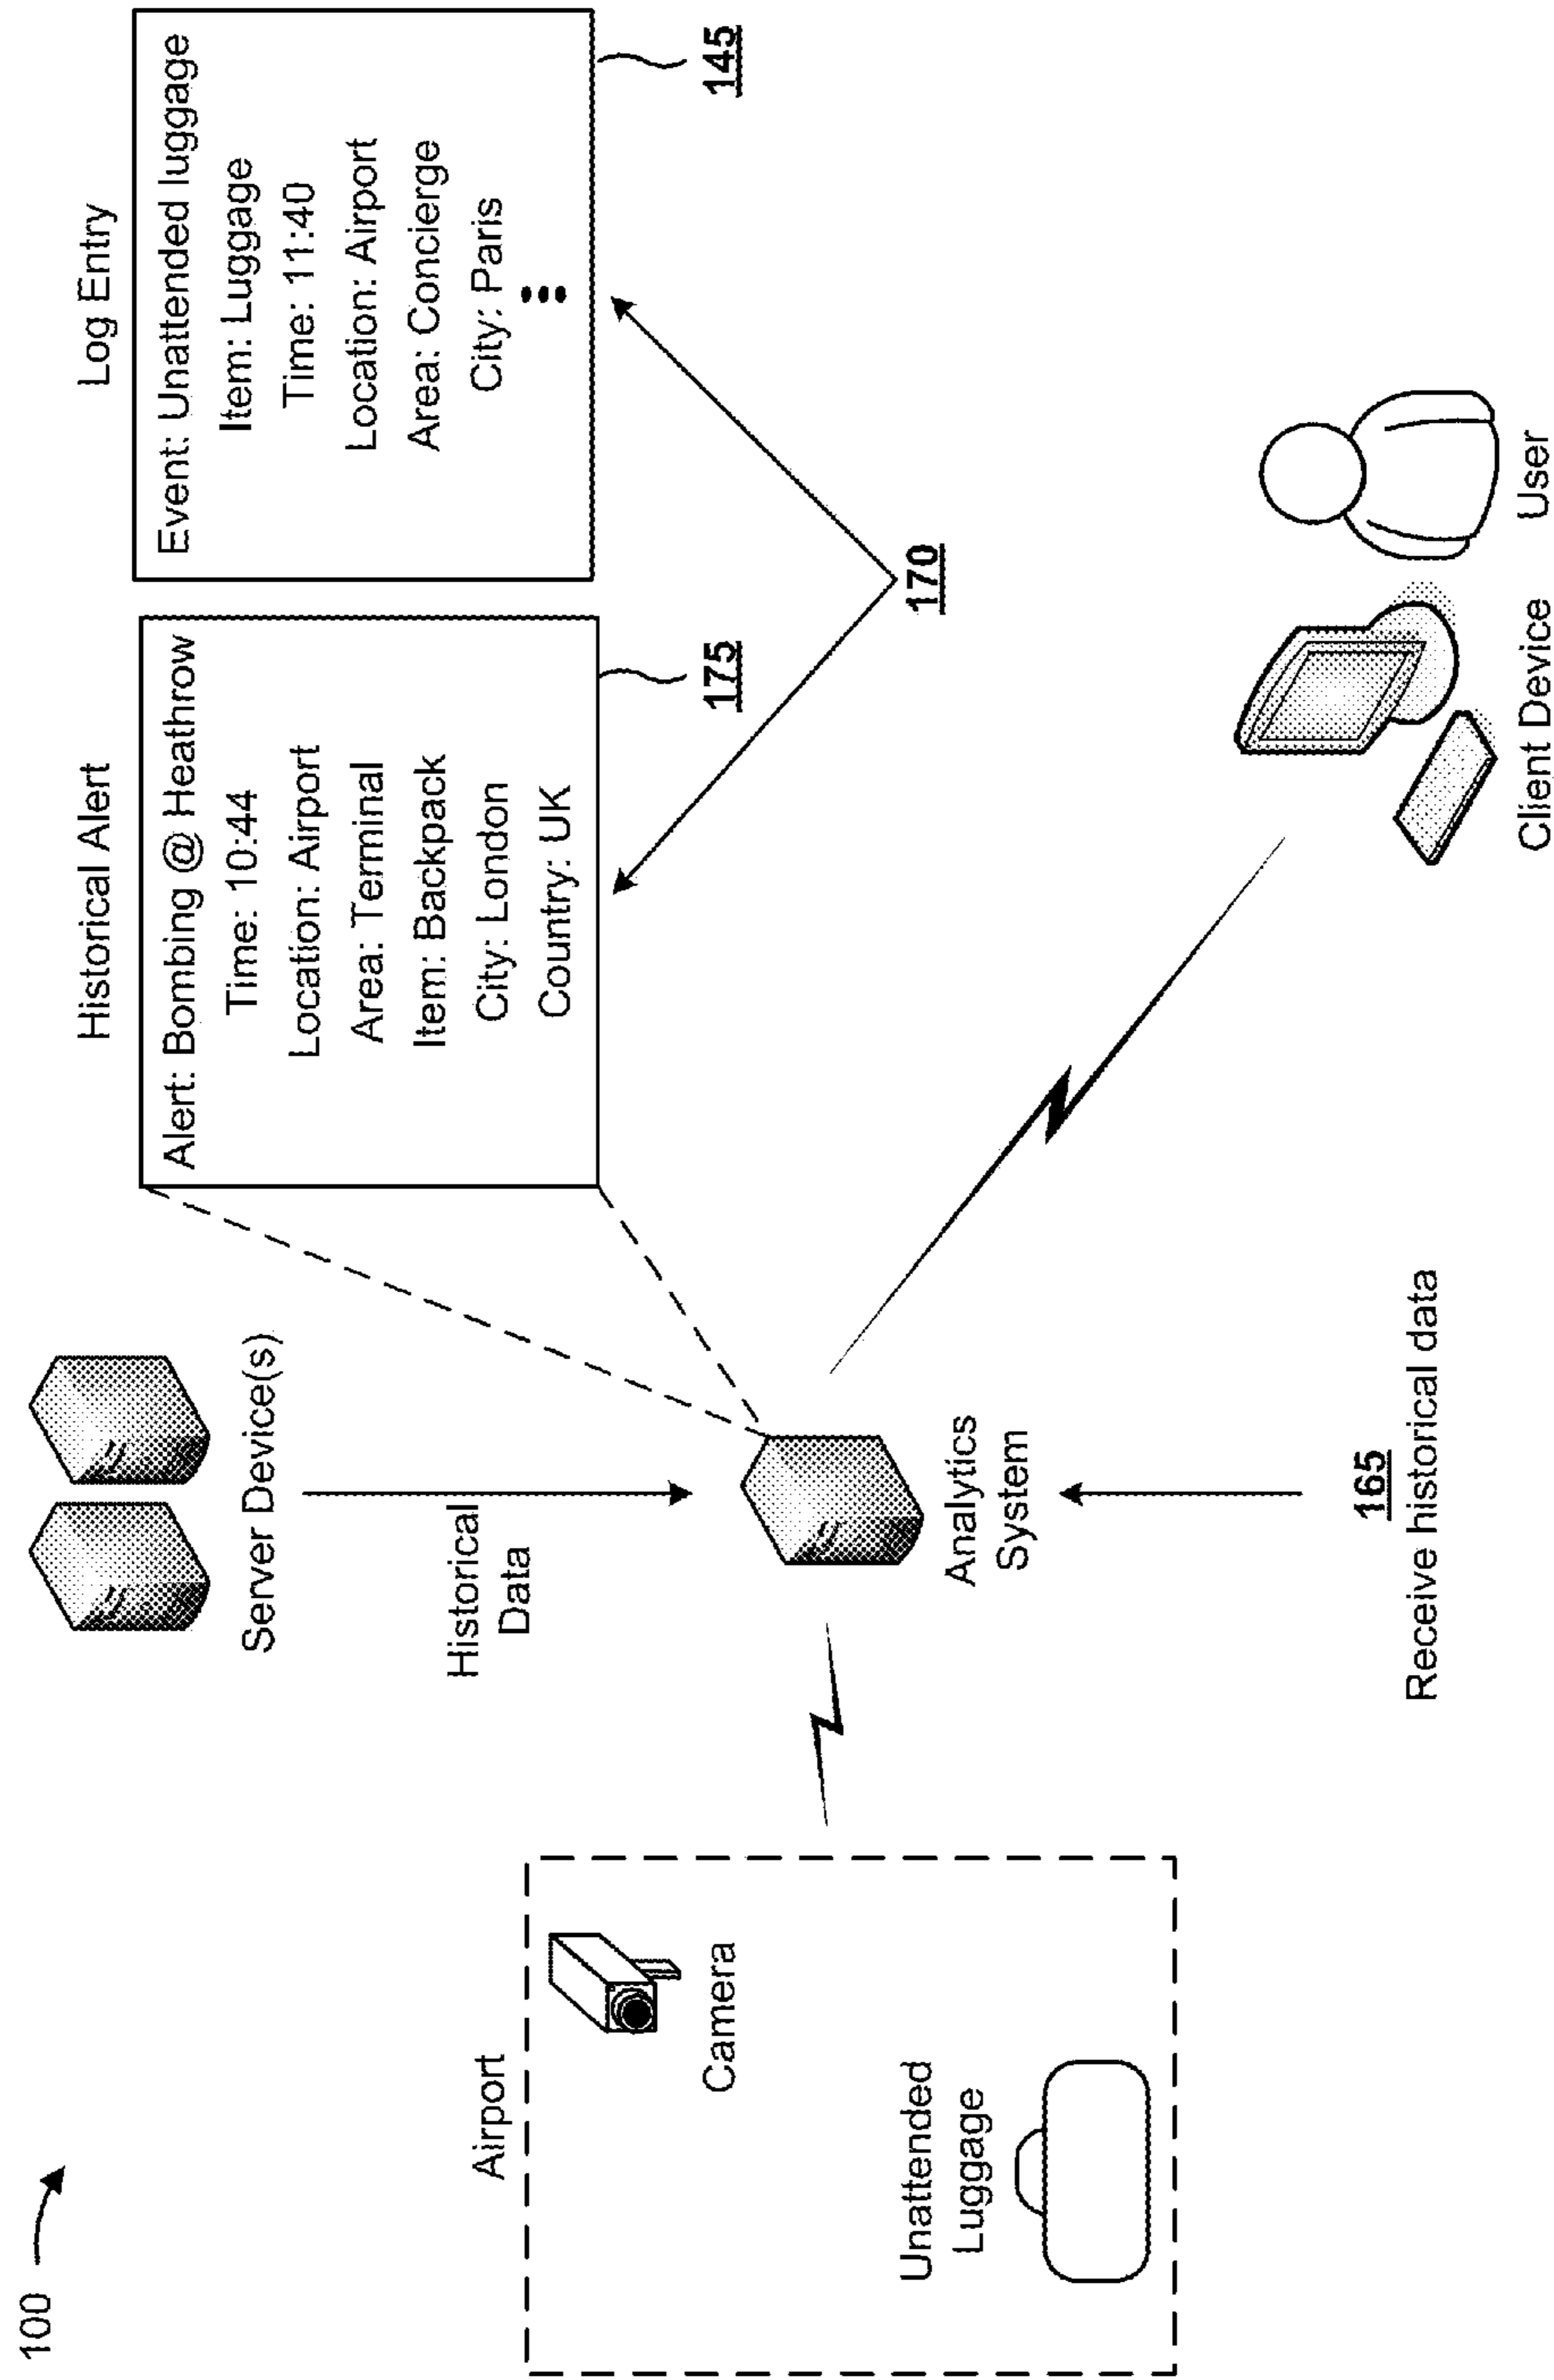 100
Airport
Camera
Unattended
Luggage
Server Device(s)
Historical
Data
Analytics
System
165
Receive historical data
Historical Alert
Alert: Bombing @ Heathrow
Time: 10:44
Location: Airport
Area: Terminal
Item: Backpack
City: London
Country: UK
175
Log Entry
Event: Unattended luggage
Item: Luggage
Time: 11:40
Location: Airport
Area: Concierge
City: Paris
145
170
Client Device
User